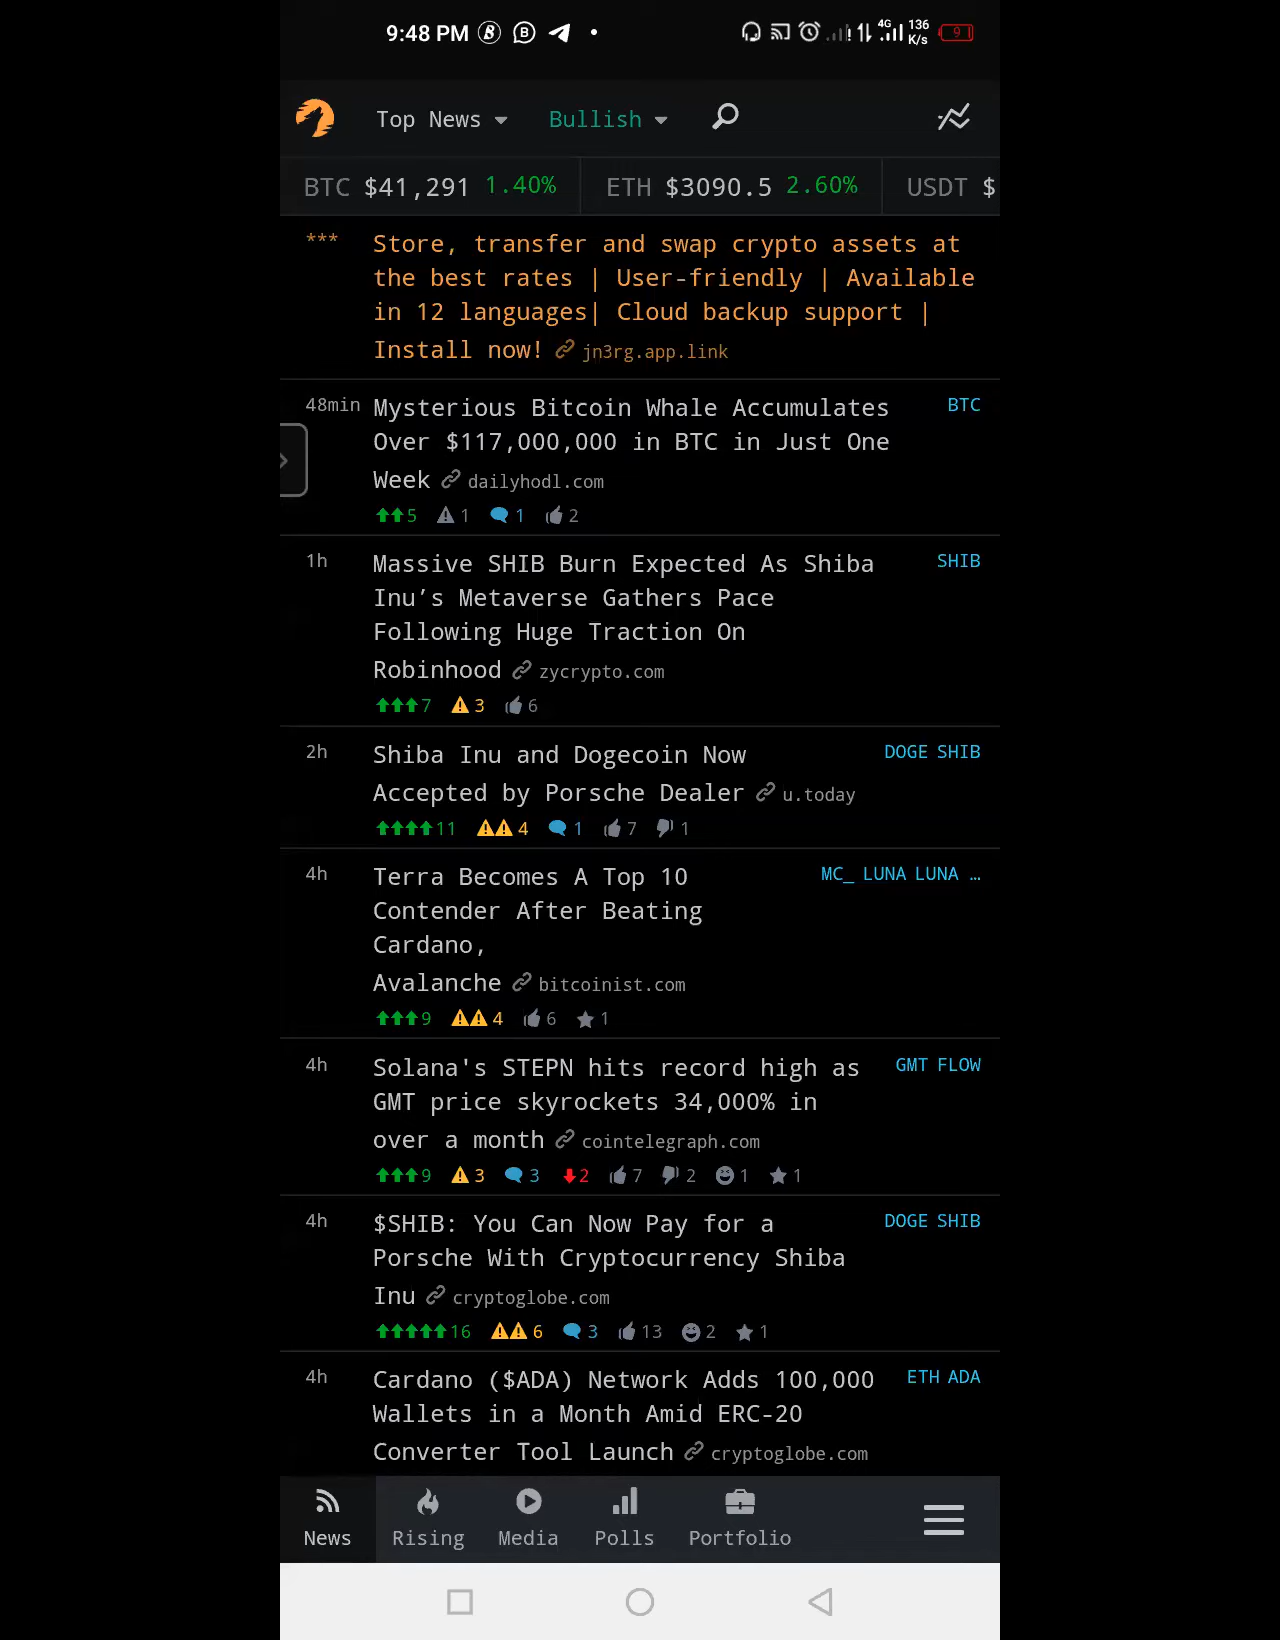 9:48 PM
4G 136 K/s 9
Top News Bullish
BTC $41,291 1.40% ETH $3090.5 2.60% USDT $
*** Store, transfer and swap crypto assets at
the best rates | User-friendly | Available
in 12 languages| Cloud backup support |
Install now! jn3rg.app.link
48min Mysterious Bitcoin Whale Accumulates BTC
Over $117,000,000 in BTC in Just One
Week dailyhodl.com
5 1 1 2
1h Massive SHIB Burn Expected As Shiba SHIB
Inu’s Metaverse Gathers Pace
Following Huge Traction On
Robinhood zycrypto.com
7 3 6
2h Shiba Inu and Dogecoin Now DOGE SHIB
Accepted by Porsche Dealer u.today
11 4 1 7 1
4h Terra Becomes A Top 10 MC_ LUNA LUNA …
Contender After Beating
Cardano,
Avalanche bitcoinist.com
9 4 6 1
4h Solana's STEPN hits record high as GMT FLOW
GMT price skyrockets 34,000% in
over a month cointelegraph.com
9 3 3 2 7 2 1 1
4h $SHIB: You Can Now Pay for a DOGE SHIB
Porsche With Cryptocurrency Shiba
Inu cryptoglobe.com
16 6 3 13 2 1
4h Cardano ($ADA) Network Adds 100,000 ETH ADA
Wallets in a Month Amid ERC-20
Converter Tool Launch cryptoglobe.com
News Rising Media Polls Portfolio